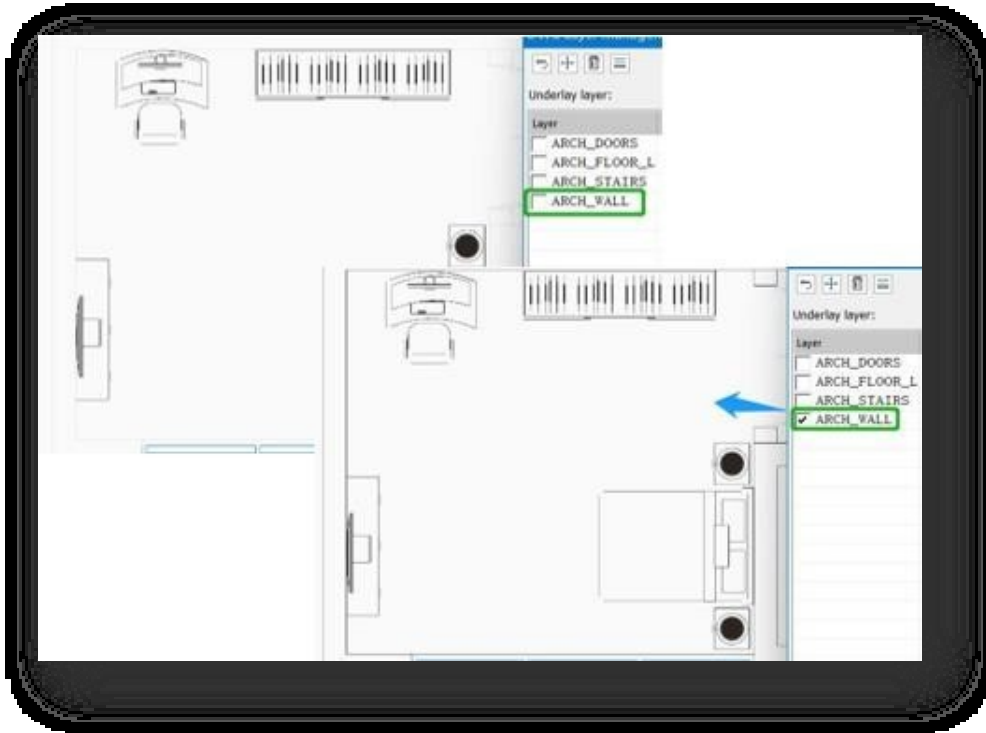 Underlay layer:
Layer
ARCH_DOORS
ARCH_FLOOR_L
ARCH_STAIRS
ARCH_WALL
Underlay layer:
Layer
ARCH_DOORS
ARCH_FLOOR_L
ARCH_STAIRS
ARCH_WALL